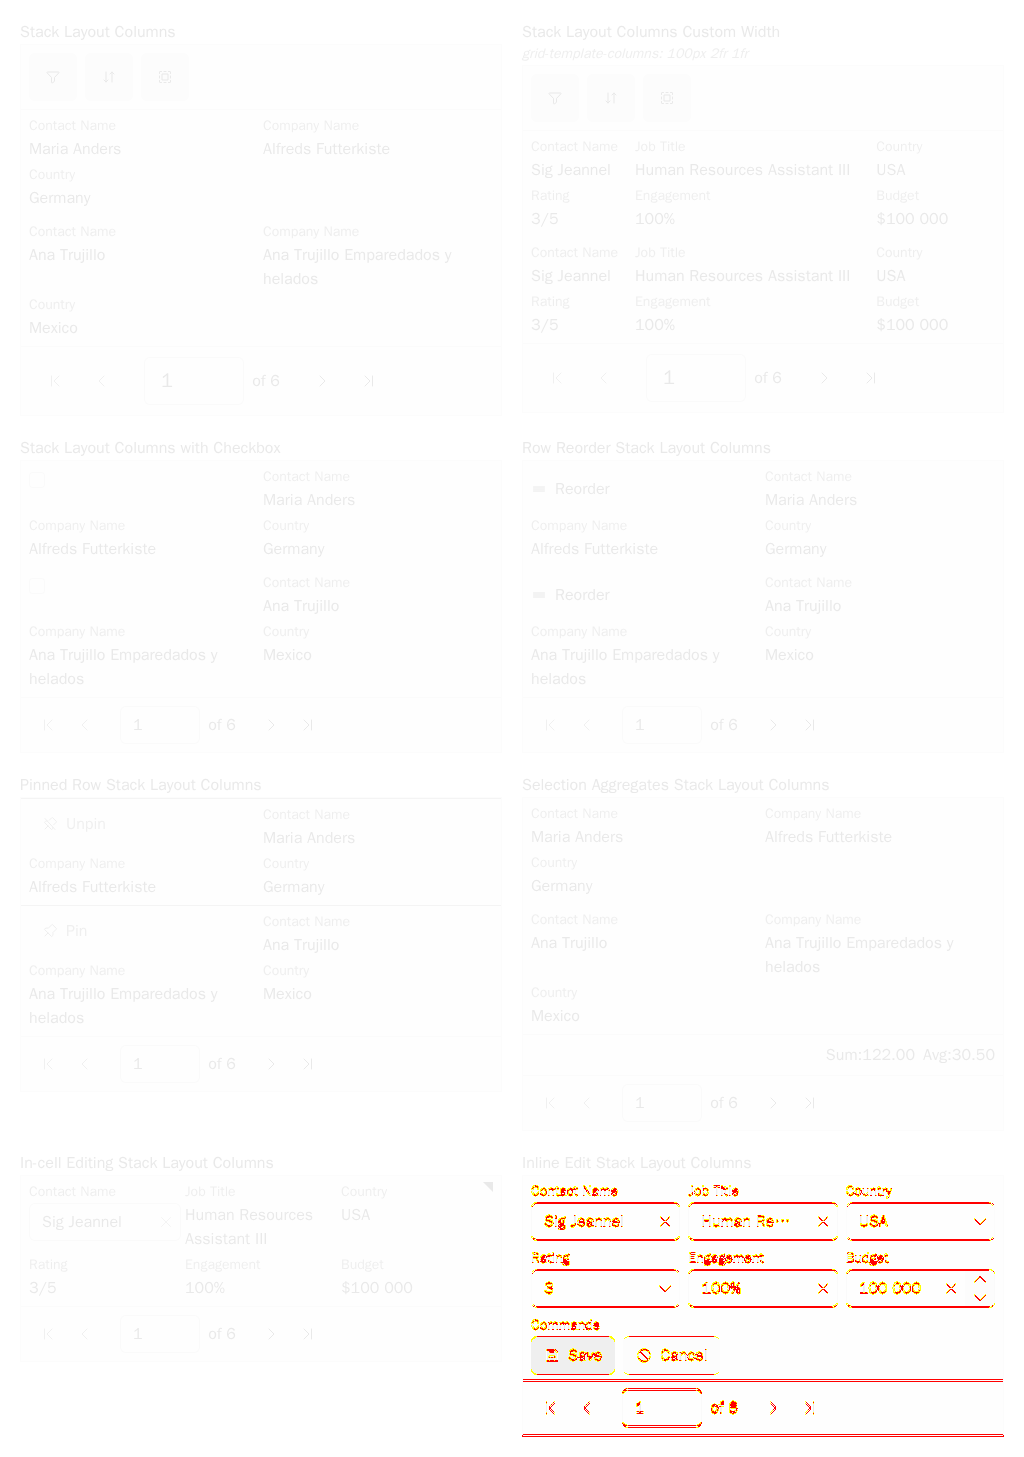 Stack Layout Columns
Contact Name Company Name
Maria Anders Alfreds Futterkiste
Country
Germany
Contact Name Company Name
Ana Trujillo Ana Trujillo Emparedados y
helados
Country
Mexico
1 of 6
Stack Layout Columns Custom Width
grid-template-columns: 100px 2fr 1fr
Contact Name Job Title Country
Sig Jeannel Human Resources Assistant III USA
Rating Engagement Budget
3/5 100% $100 000
Contact Name Job Title Country
Sig Jeannel Human Resources Assistant III USA
Rating Engagement Budget
3/5 100% $100 000
1 of 6
Stack Layout Columns with Checkbox
Contact Name
Maria Anders
Company Name Country
Alfreds Futterkiste Germany
Contact Name
Ana Trujillo
Company Name Country
Ana Trujillo Emparedados y Mexico
helados
1 of 6
Row Reorder Stack Layout Columns
Contact Name
Reorder Maria Anders
Company Name Country
Alfreds Futterkiste Germany
Contact Name
Reorder Ana Trujillo
Company Name Country
Ana Trujillo Emparedados y Mexico
helados
1 of 6
Pinned Row Stack Layout Columns
Contact Name
Unpin Maria Anders
Company Name Country
Alfreds Futterkiste Germany
Contact Name
Pin Ana Trujillo
Company Name Country
Ana Trujillo Emparedados y Mexico
helados
1 of 6
Selection Aggregates Stack Layout Columns
Contact Name Company Name
Maria Anders Alfreds Futterkiste
Country
Germany
Contact Name Company Name
Ana Trujillo Ana Trujillo Emparedados y
helados
Country
Mexico
Sum:122.00 Avg:30.50
1 of 6
In-cell Editing Stack Layout Columns
Contact Name Job Title Country
Sig Jeannel Human Resources USA
Assistant III
Rating Engagement Budget
3/5 100% $100 000
1 of 6
Inline Edit Stack Layout Columns
Contact Name Job Title Country
Sig Jeannel Human Re··· USA
Rating Engagement Budget
100% 100 000
Commands
Save Cancel
1 of